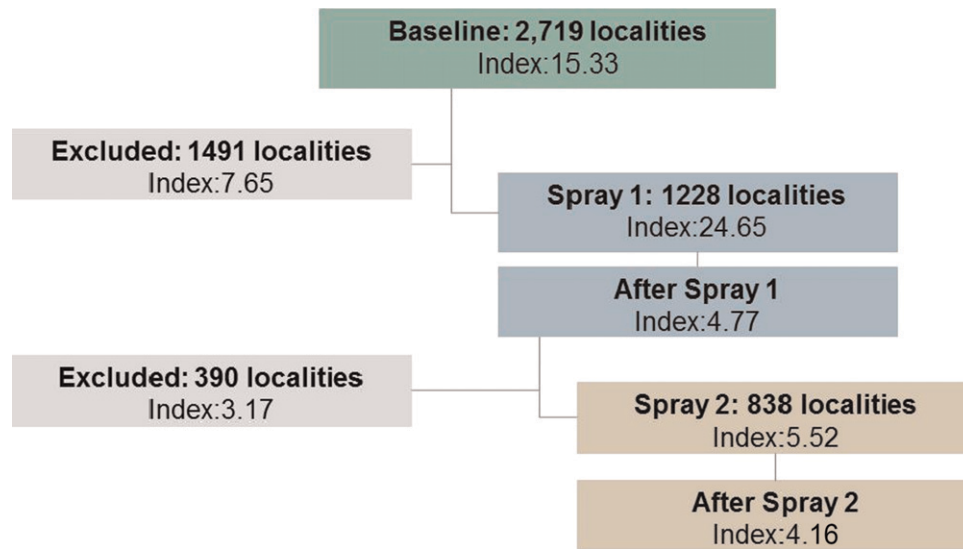 Baseline: 2,719 localities
Index:15.33
Excluded: 1491 localities
Index:7.65
Spray 1: 1228 localities
Index:24.65
After Spray 1
Index:4.77
Excluded: 390 localities
Index:3.17
Spray 2: 838 localities
Index:5.52
After Spray 2
Index:4.16